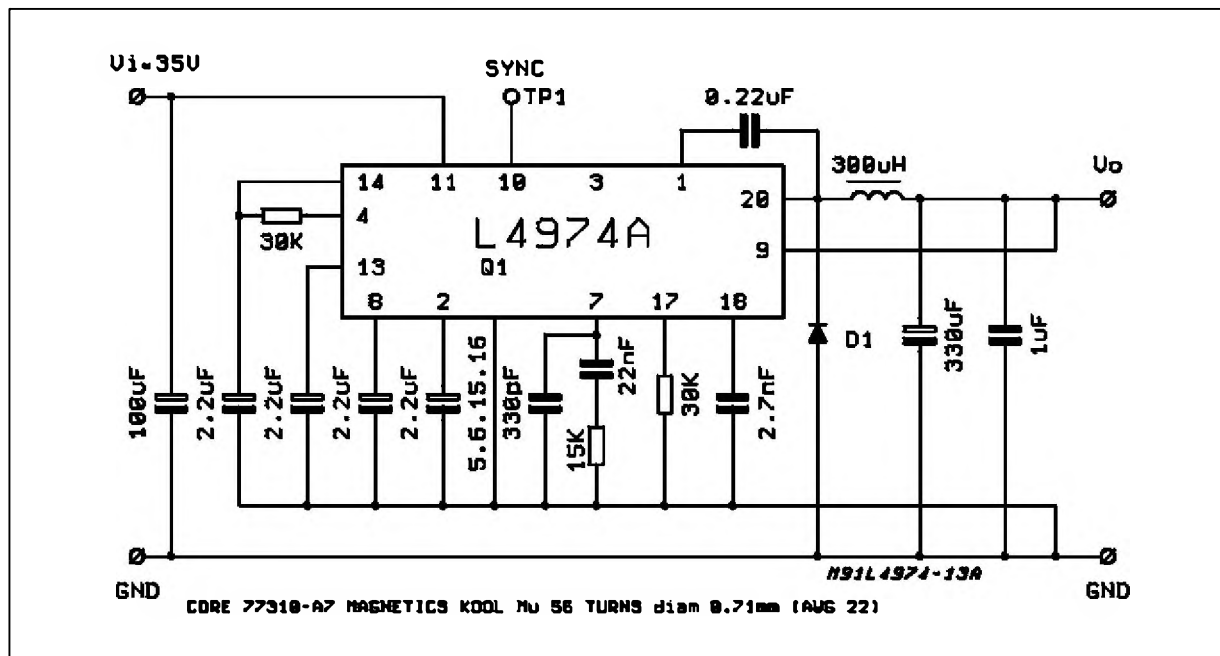 Vi=35V
SYNC
TP1
0.22uF
300uH
Vo
14
11
10
3
1
20
4
30K
L4974A
9
13
Q1
8
2
7
17
18
D1
100uF
2.2uF
2.2uF
2.2uF
2.2uF
5.6.15.16
330pF
22nF
15K
30K
2.7nF
330uF
1uF
GND
M91L4974-13A
GND
CORE 77310-A7 MAGNETICS KOOL Mu 56 TURNS diam 0.71mm (AWG 22)